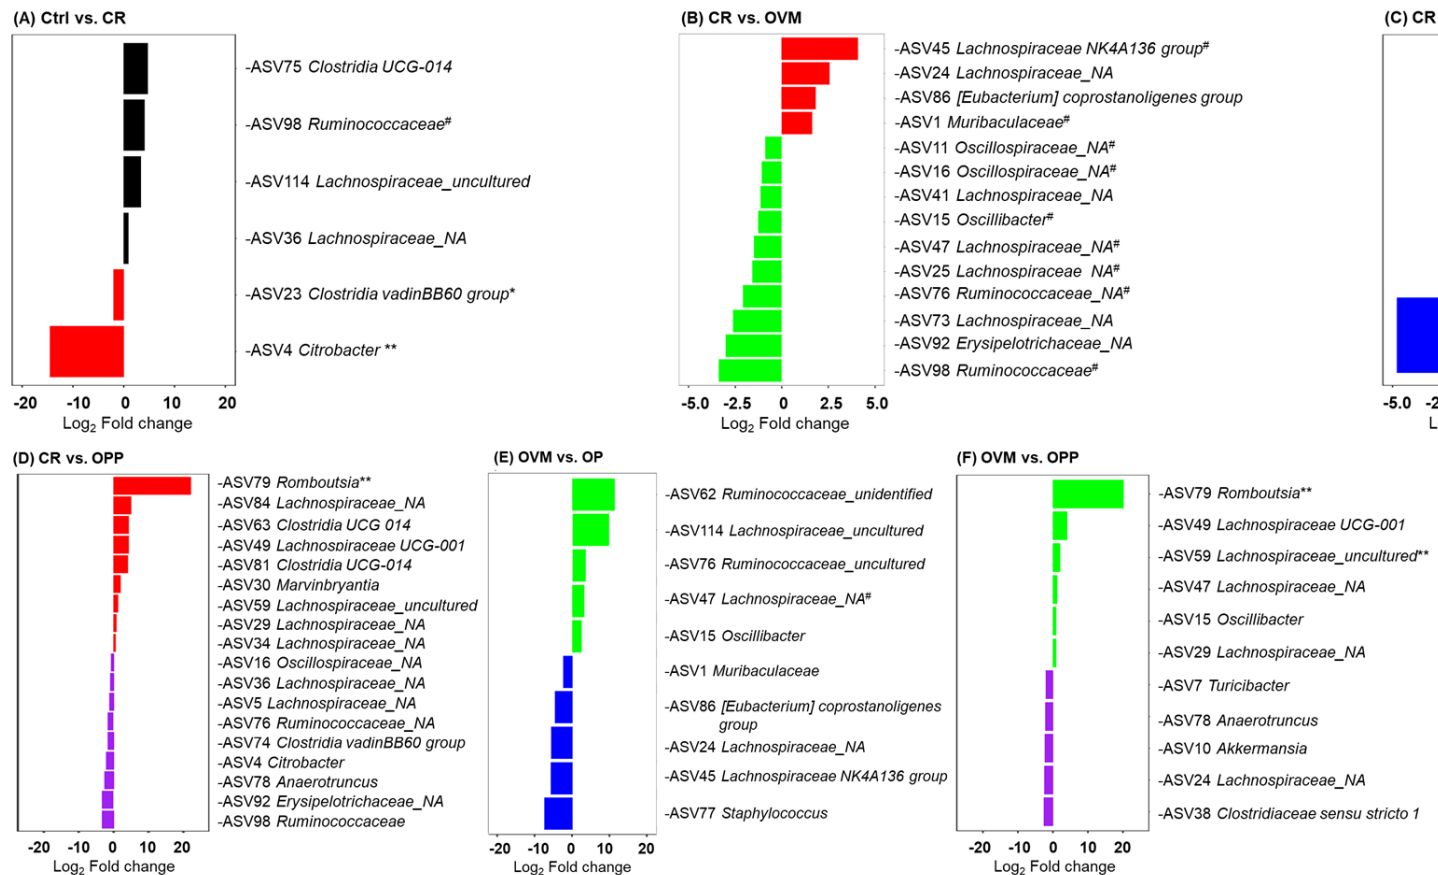 (A) Ctrl vs. CR
-ASV75 Clostridia UCG-014
-ASV98 Ruminococcaceae#
-ASV114 Lachnospiraceae_uncultured
-ASV36 Lachnospiraceae_NA
-ASV23 Clostridia vadinBB60 group*
-ASV4 Citrobacter **
-20 -10 0 10 20
Log2 Fold change
(B) CR vs. OVM
-ASV45 Lachnospiraceae NK4A136 group#
-ASV24 Lachnospiraceae_NA
-ASV86 [Eubacterium] coprostanoligenes group
-ASV1 Muribaculaceae#
-ASV11 Oscillospiraceae_NA#
-ASV16 Oscillospiraceae_NA#
-ASV41 Lachnospiraceae_NA
-ASV15 Oscillibacter#
-ASV47 Lachnospiraceae_NA#
-ASV25 Lachnospiraceae NA#
-ASV76 Ruminococcaceae_NA#
-ASV73 Lachnospiraceae_NA
-ASV92 Erysipelotrichaceae_NA
-ASV98 Ruminococcaceae#
-5.0 -2.5 0 2.5 5.0
Log2 Fold change
(C) CR
-5.0 -2
L
(D) CR vs. OPP
-ASV79 Romboutsia**
-ASV84 Lachnospiraceae_NA
-ASV63 Clostridia UCG 014
-ASV49 Lachnospiraceae UCG-001
-ASV81 Clostridia UCG-014
-ASV30 Marvinbryantia
-ASV59 Lachnospiraceae_uncultured
-ASV29 Lachnospiraceae_NA
-ASV34 Lachnospiraceae_NA
-ASV16 Oscillospiraceae_NA
-ASV36 Lachnospiraceae_NA
-ASV5 Lachnospiraceae_NA
-ASV76 Ruminococcaceae_NA
-ASV74 Clostridia vadinBB60 group
-ASV4 Citrobacter
-ASV78 Anaerotruncus
-ASV92 Erysipelotrichaceae_NA
-ASV98 Ruminococcaceae
-20 -10 0 10 20
Log2 Fold change
(E) OVM vs. OP
-ASV62 Ruminococcaceae_unidentified
-ASV114 Lachnospiraceae_uncultured
-ASV76 Ruminococcaceae_uncultured
-ASV47 Lachnospiraceae_NA#
-ASV15 Oscillibacter
-ASV1 Muribaculaceae
-ASV86 [Eubacterium] coprostanoligenes
group
-ASV24 Lachnospiraceae_NA
-ASV45 Lachnospiraceae NK4A136 group
-ASV77 Staphylococcus
-20 -10 0 10 20
Log2 Fold change
(F) OVM vs. OPP
-ASV79 Romboutsia**
-ASV49 Lachnospiraceae UCG-001
-ASV59 Lachnospiraceae_uncultured**
-ASV47 Lachnospiraceae_NA
-ASV15 Oscillibacter
-ASV29 Lachnospiraceae_NA
-ASV7 Turicibacter
-ASV78 Anaerotruncus
-ASV10 Akkermansia
-ASV24 Lachnospiraceae_NA
-ASV38 Clostridiaceae sensu stricto 1
-20 -10 0 10 20
Log2 Fold change